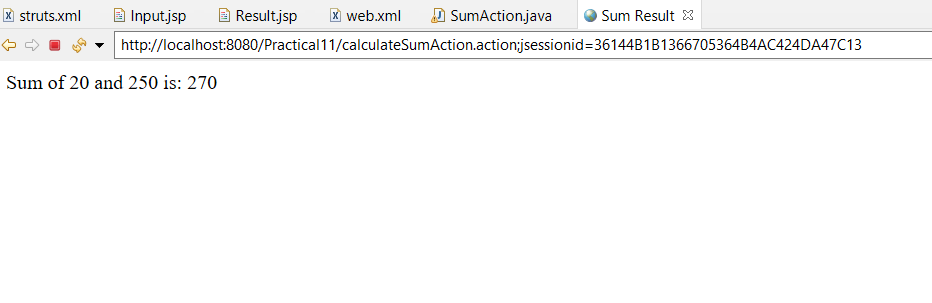 struts.xml Input.jsp Result.jsp web.xml SumAction.java Sum Result
http://localhost:8080/Practical11/calculateSumAction.action;jsessionid=36144B1B1366705364B4AC424DA47C13
Sum of 20 and 250 is: 270